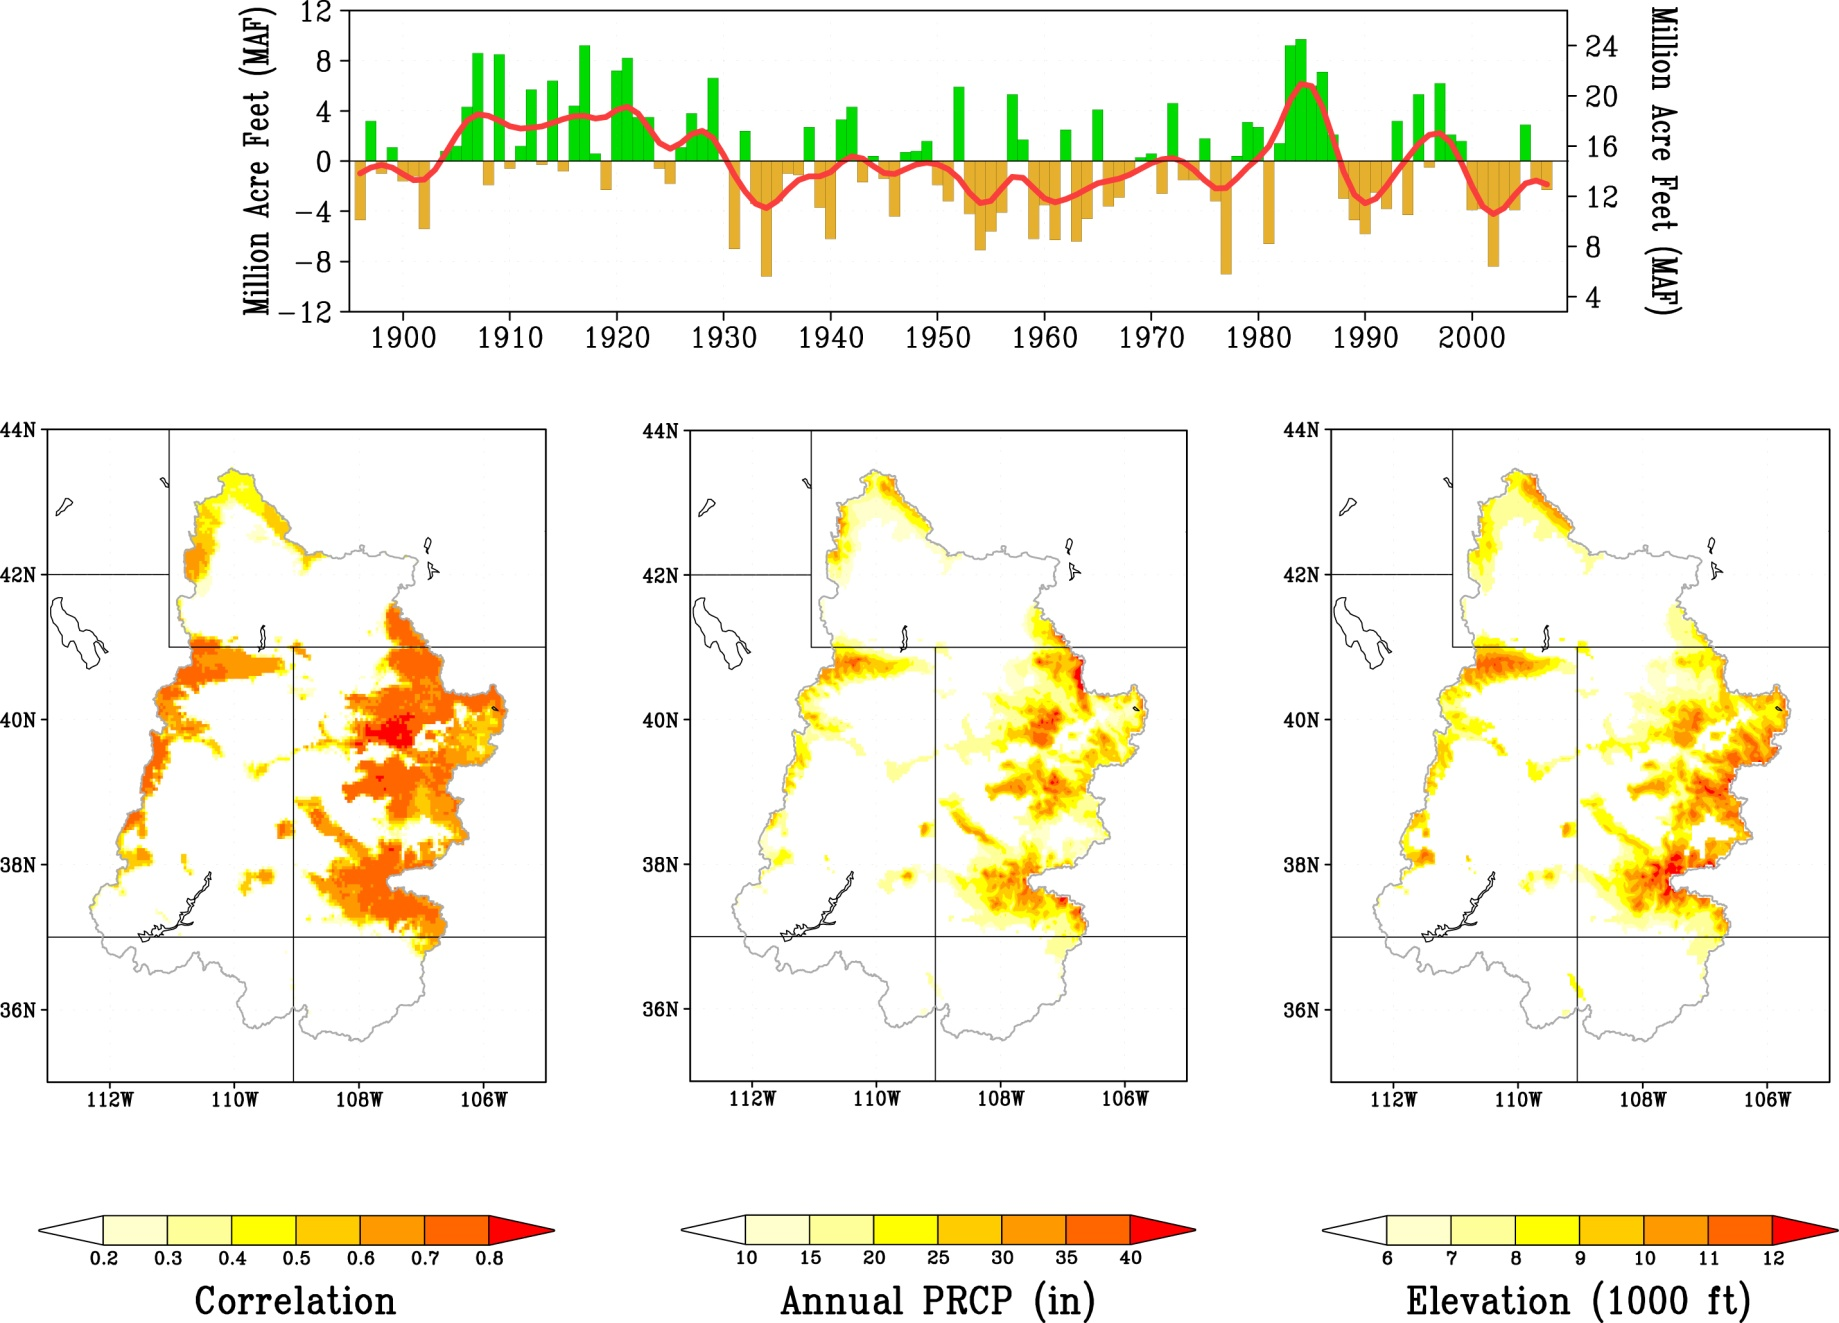 Million Acre Feet (MAF)
12
8
4
0
−4
−8
−12
1900 1910 1920 1930 1940 1950 1960 1970 1980 1990 2000
24
20
16
12
8
4
Million Acre Feet (MAF)
44N
42N
40N
38N
36N
112W 110W 108W 106W
0.2 0.3 0.4 0.5 0.6 0.7 0.8
Correlation
44N
42N
40N
38N
36N
112W 110W 108W 106W
10 15 20 25 30 35 40
Annual PRCP (in)
44N
42N
40N
38N
36N
112W 110W 108W 106W
6 7 8 9 10 11 12
Elevation (1000 ft)